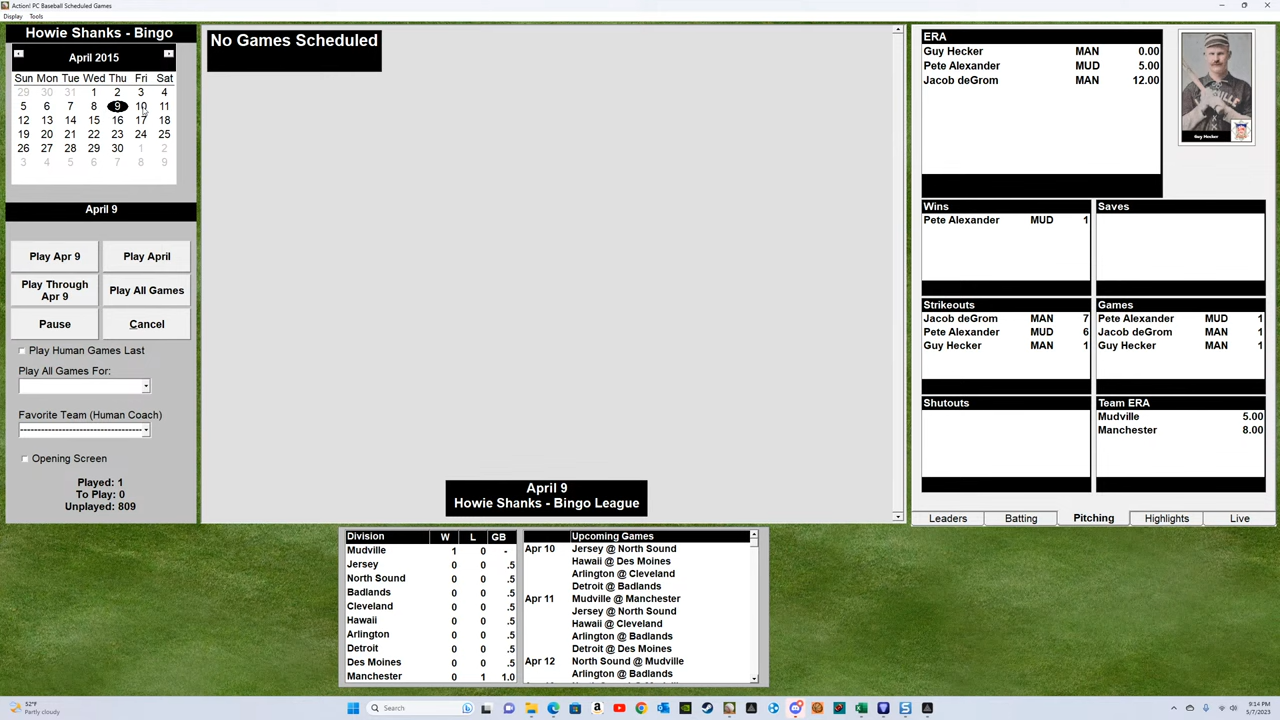 Action! PC Baseball Scheduled Games
Display Tools
Howie Shanks - Bingo
April 2015
Sun Mon Tue Wed Thu Fri Sat
29 30 31 1 2 3 4
5 6 7 8 9 10 11
12 13 14 15 16 17 18
19 20 21 22 23 24 25
26 27 28 29 30 1 2
3 4 5 6 7 8 9
April 9
Play Apr 9 Play April
Play Through Apr 9 Play All Games
Pause Cancel
Play Human Games Last
Play All Games For:
Favorite Team (Human Coach)
Opening Screen
Played: 1
To Play: 0
Unplayed: 809
No Games Scheduled
April 9
Howie Shanks - Bingo League
Division W L GB
Mudville 1 0 -
Jersey 0 0 .5
North Sound 0 0 .5
Badlands 0 0 .5
Cleveland 0 0 .5
Hawaii 0 0 .5
Arlington 0 0 .5
Detroit 0 0 .5
Des Moines 0 0 .5
Manchester 0 1 1.0
Upcoming Games
Apr 10 Jersey @ North Sound
Hawaii @ Des Moines
Arlington @ Cleveland
Detroit @ Badlands
Apr 11 Mudville @ Manchester
Jersey @ North Sound
Hawaii @ Cleveland
Arlington @ Badlands
Detroit @ Des Moines
Apr 12 North Sound @ Mudville
Arlington @ Badlands
ERA
Guy Hecker MAN 0.00
Pete Alexander MUD 5.00
Jacob deGrom MAN 12.00
Guy Hecker
Wins
Pete Alexander MUD 1
Saves
Strikeouts
Jacob deGrom MAN 7
Pete Alexander MUD 6
Guy Hecker MAN 1
Games
Pete Alexander MUD 1
Jacob deGrom MAN 1
Guy Hecker MAN 1
Shutouts
Team ERA
Mudville 5.00
Manchester 8.00
Leaders Batting Pitching Highlights Live
52°F
Partly cloudy
Search
9:14 PM
5/7/2023